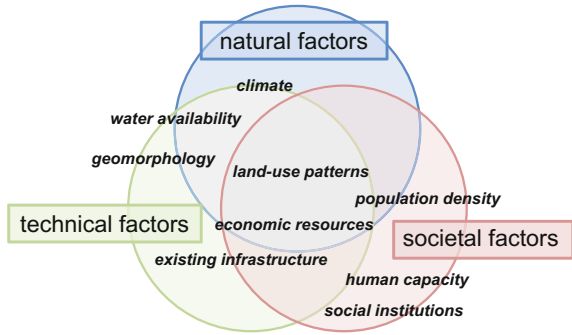 natural factors
climate
water availability
geomorphology
land-use patterns
population density
technical factors
economic resources
societal factors
existing infrastructure
human capacity
social institutions